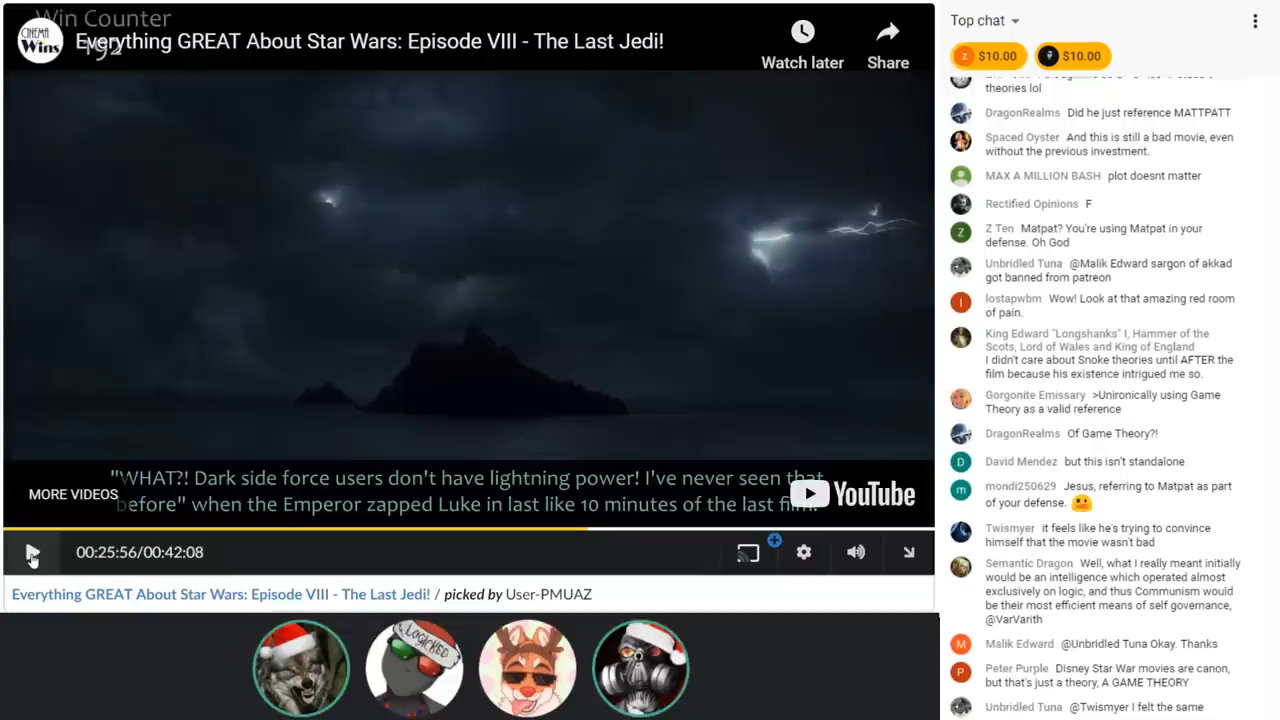 Win Counter
192
CINEMA
Wins
Everything GREAT About Star Wars: Episode VIII - The Last Jedi!
Watch later
Share
"WHAT?! Dark side force users don't have lightning power! I've never seen that
before" when the Emperor zapped Luke in last like 10 minutes of the last film.
MORE VIDEOS
YouTube
00:25:56/00:42:08
Everything GREAT About Star Wars: Episode VIII - The Last Jedi! / picked by User-PMUAZ
LOGICKED
Top chat
Z $10.00
$10.00
theories lol
DragonRealms Did he just reference MATTPATT
Spaced Oyster And this is still a bad movie, even
without the previous investment.
MAX A MILLION BASH plot doesnt matter
Rectified Opinions F
Z
Z Ten Matpat? You're using Matpat in your
defense. Oh God
Unbridled Tuna @Malik Edward sargon of akkad
got banned from patreon
l
lostapwbm Wow! Look at that amazing red room
of pain.
King Edward "Longshanks" I, Hammer of the
Scots, Lord of Wales and King of England
I didn't care about Snoke theories until AFTER the
film because his existence intrigued me so.
Gorgonite Emissary >Unironically using Game
Theory as a valid reference
DragonRealms Of Game Theory?!
D
David Mendez but this isn't standalone
m
mondi250629 Jesus, referring to Matpat as part
of your defense.
Twismyer it feels like he's trying to convince
himself that the movie wasn't bad
Semantic Dragon Well, what I really meant initially
would be an intelligence which operated almost
exclusively on logic, and thus Communism would
be their most efficient means of self governance,
@VarVarith
M
Malik Edward @Unbridled Tuna Okay. Thanks
P
Peter Purple Disney Star War movies are canon,
but that's just a theory, A GAME THEORY
Unbridled Tuna @Twismyer I felt the same